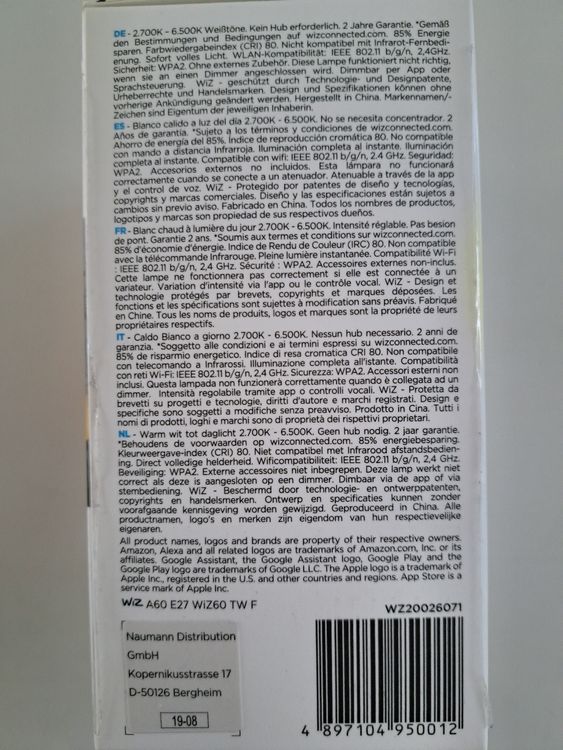 DE - 2.700K - 6.500K Weißtöne. Kein Hub erforderlich. 2 Jahre Garantie. *Gemäß
den Bestimmungen und Bedingungen auf wizconnected.com. 85% Energie
Ersparnis. Farbwiedergabeindex (CRI) 80. Nicht kompatibel mit Infrarot-Fernbedi-
enung. Sofort volles Licht. WLAN-Kompatibilität: IEEE 802.11 b/g/n, 2,4GHz.
Sicherheit: WPA2. Ohne externes Zubehör. Diese Lampe funktioniert nicht richtig,
wenn sie an einen Dimmer angeschlossen wird. Dimmbar per App oder
Sprachsteuerung. WiZ - geschützt durch Technologie- und Designpatente,
Urheberrechte und Handelsmarken. Design und Spezifikationen können ohne
vorherige Ankündigung geändert werden. Hergestellt in China. Markennamen/-
Zeichen sind Eigentum der jeweiligen Inhaberin.
ES - Blanco calido a luz del dia 2.700K - 6.500K. No se necesita concentrador. 2
Años de garantía. *Sujeto a los términos y condiciones de wizconnected.com.
Ahorro de energía del 85%. Índice de reproducción cromática 80. No compatible
con mando a distancia Infrarroja. Iluminación completa al instante. Iluminación
completa al instante. Compatible con wifi: IEEE 802.11 b/g/n, 2.4 GHz. Seguridad:
WPA2. Accesorios externos no incluidos. Esta lámpara no funcionará
correctamente cuando se conecte a un atenuador. Atenuable a través de la app
y el control de voz. WiZ - Protegido por patentes de diseño y tecnologías,
copyrights y marcas comerciales. Diseño y las especificaciones están sujetos a
cambios sin previo aviso. Fabricado en China. Todos los nombres de productos,
logotipos y marcas son propiedad de sus respectivos dueños.
FR- Blanc chaud à lumière du jour 2.700K - 6.500K. Intensité réglable. Pas besion
de pont. Garantie 2 ans. *Soumis aux termes et conditions sur wizconnected.com.
85% d'économie d'énergie. Indice de Rendu de Couleur (IRC) 80. Non compatible
avec la télécommande Infrarouge. Pleine lumière instantanée. Compatibilité Wi-Fi
: IEEE 802.11 b/g/n, 2,4 GHz. Sécurité : WPA2. Accessoires externes non-inclus.
Cette lampe ne fonctionnera pas correctement si elle est connectée à un
variateur. Variation d'intensité via l'app ou le contrôle vocal. WiZ - Design et
technologie protégés par brevets, copyrights et marques déposées. Les
fonctions et les spécifications sont sujettes à modification sans préavis. Fabriqué
en Chine. Tous les noms de produits, logos et marques sont la propriété de leurs
propriétaires respectifs.
IT - Caldo Bianco a giorno 2.700K - 6.500K. Nessun hub necessario. 2 anni de
garanzia. *Soggetto alle condizioni e ai termini espressi su wizconnected.com.
85% de risparmio energetico. Indice di resa cromatica CRI 80. Non compatibile
con telecomando a Infrarossi. Illuminazione completa all'istante. Compatibilità
con reti Wi-Fi: IEEE 802.11 b/g/n, 2,4 GHz. Sicurezza: WPA2. Accessori esterni non
inclusi. Questa lampada non funzionerà correttamente quando è collegata ad un
dimmer. Intensità regolabile tramite app o controlli vocali. WiZ - Protetta da
brevetti su progetti e tecnologie, diritti d'autore e marchi registrati. Design e
specifiche sono soggetti a modifiche senza preavviso. Prodotto in Cina. Tutti i
nomi di prodotti, loghi e marchi sono di proprietà dei rispettivi proprietari.
NL - Warm wit tot daglicht 2.700K - 6.500K. Geen hub nodig. 2 jaar garantie.
*Behoudens de voorwaarden op wizconnected.com. 85% energiebesparing.
Kleurweergave-index (CRI) 80. Niet compatibel met Infrarood afstandsbedien-
ing. Direct volledige helderheid. Wificompatibiliteit: IEEE 802.11 b/g/n, 2,4 GHz.
Beveiliging: WPA2. Externe accessoires niet inbegrepen. Deze lamp werkt niet
correct als deze is aangesloten op een dimmer. Dimbaar via de app of via
stembediening. WiZ - Beschermd door technologie- en ontwerppatenten,
copyrights en handelsmerken. Ontwerp en specificaties kunnen zonder
voorafgaande kennisgeving worden gewijzigd. Geproduceerd in China. Alle
productnamen, logo's en merken zijn eigendom van hun respectievelijke
eigenaren.
All product names, logos and brands are property of their respective owners.
Amazon, Alexa and all related logos are trademarks of Amazon.com, Inc. or its
affiliates. Google Assistant, the Google Assistant logo, Google Play and the
Google Play logo are trademarks of Google LLC. The Apple logo is a trademark of
Apple Inc., registered in the U.S. and other countries and regions. App Store is a
service mark of Apple Inc.
WiZ A60 E27 WiZ60 TW F
WZ20026071
Naumann Distribution
GmbH
Kopernikusstrasse 17
D-50126 Bergheim
19-08
4 897104 950012